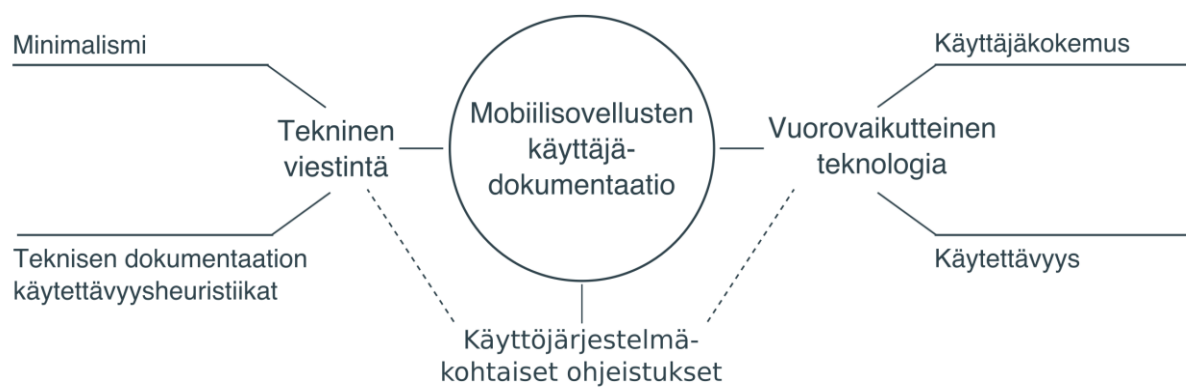 Minimalismi
Tekninen
viestintä
Teknisen dokumentaation
käytettävyysheuristiikat
Mobiilisovellusten
käyttäjä-
dokumentaatio
Vuorovaikutteinen
teknologia
Käyttäjäkokemus
Käytettävyys
Käyttöjärjestelmä-
kohtaiset ohjeistukset